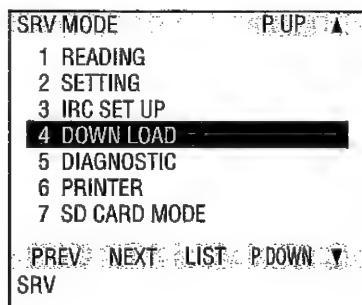 SRV MODE P.UP ▲
1 READING
2 SETTING
3 IRC SET UP
4 DOWN LOAD
5 DIAGNOSTIC
6 PRINTER
7 SD CARD MODE
PREV. NEXT LIST P.DOWN ▼
SRV